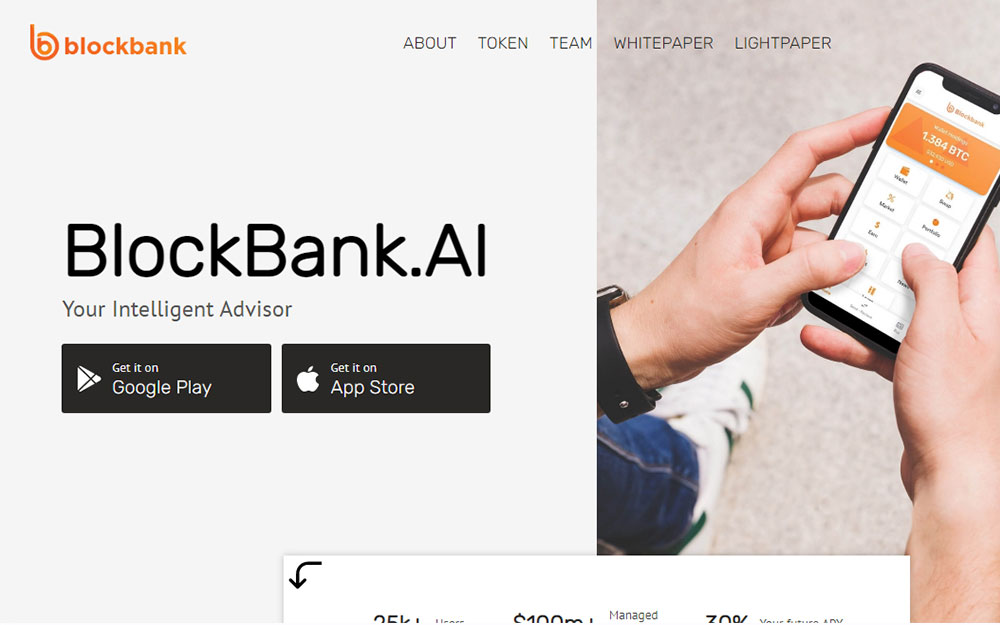 blockbank
ABOUT TOKEN TEAM WHITEPAPER LIGHTPAPER
BlockBank.AI
Your Intelligent Advisor
Get it on
Google Play
Get it on
App Store
Blockbank
Wallet Holdings
1.384 BTC
Wallet
Swap
Market
Portfolio
Earn
25k+ Users
$100m+ Managed
30% Your future APY